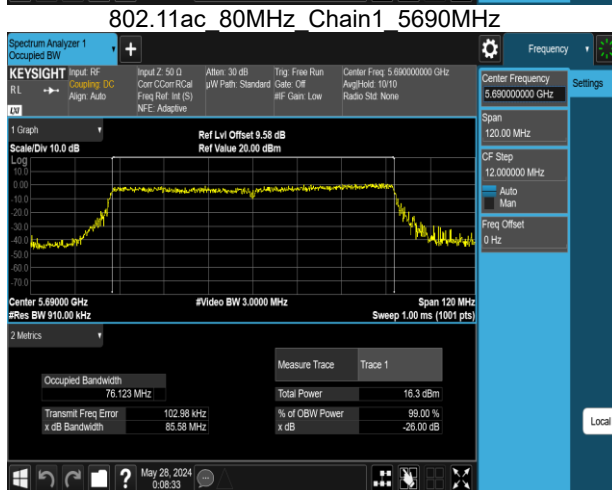 802.11ac_80MHz_Chain1_5690MHz
Spectrum Analyzer 1
Occupied BW
Frequency
KEYSIGHT
RL
Input: RF
Coupling: DC
Align: Auto
Input Z: 50 Ω
Corr CCorr RCal
Freq Ref: Int (S)
NFE: Adaptive
Atten: 30 dB
µW Path: Standard
Trig: Free Run
Gate: Off
#IF Gain: Low
Center Freq: 5.690000000 GHz
Avg|Hold: 10/10
Radio Std: None
Center Frequency
5.690000000 GHz
Settings
Span
120.00 MHz
CF Step
12.000000 MHz
Auto
Man
Freq Offset
0 Hz
1 Graph
Scale/Div 10.0 dB
Ref Lvl Offset 9.58 dB
Ref Value 20.00 dBm
Log
10.0
0.00
-10.0
-20.0
-30.0
-40.0
-50.0
-60.0
-70.0
Center 5.69000 GHz
#Video BW 3.0000 MHz
Span 120 MHz
#Res BW 910.00 kHz
Sweep 1.00 ms (1001 pts)
2 Metrics
Measure Trace Trace 1
Occupied Bandwidth
76.123 MHz
Total Power 16.3 dBm
Transmit Freq Error 102.98 kHz
% of OBW Power 99.00 %
x dB Bandwidth 85.58 MHz
x dB -26.00 dB
Local
?
May 28, 2024
0:08:33